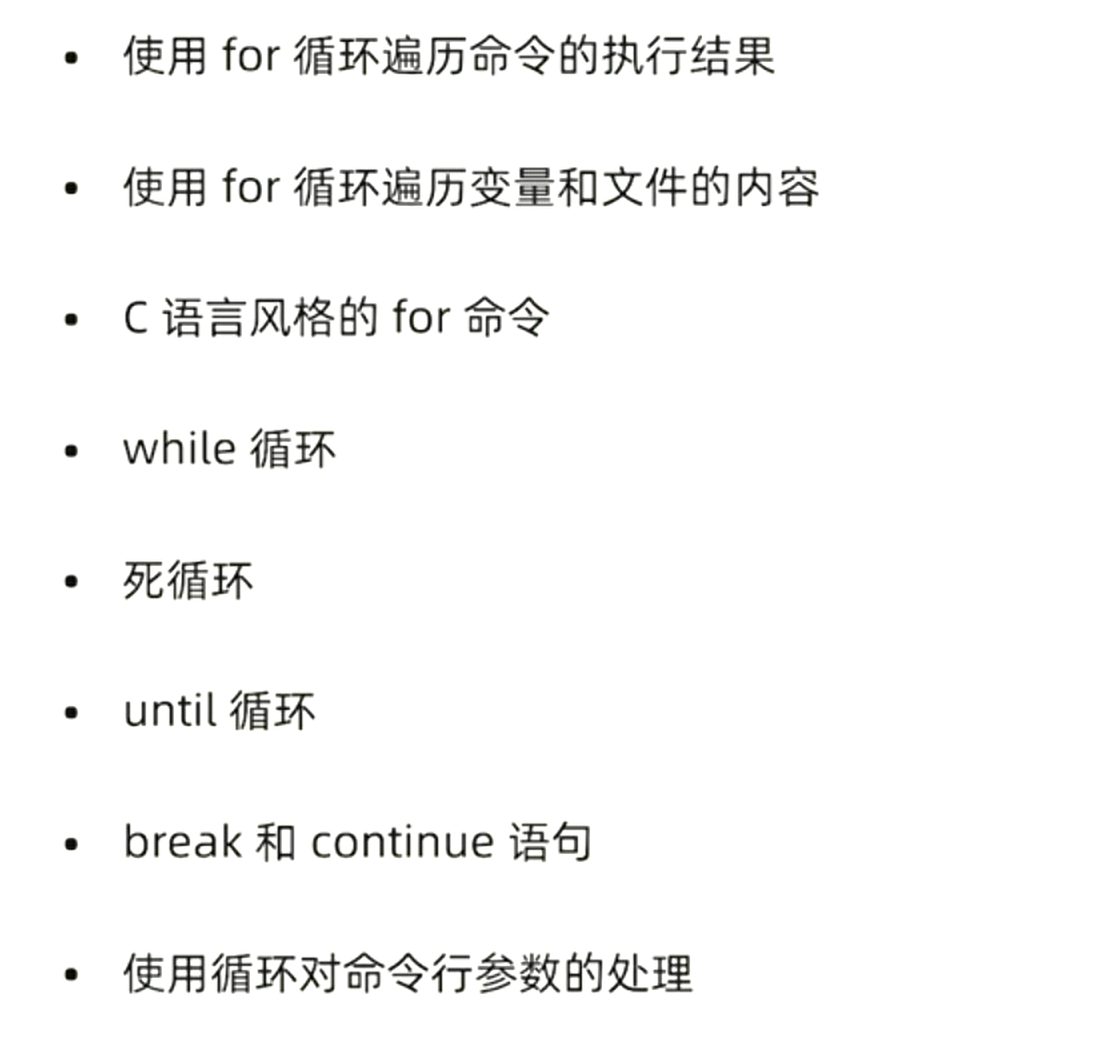 • 使用 for 循环遍历命令的执行结果
• 使用 for 循环遍历变量和文件的内容
• C 语言风格的 for 命令
• while 循环
• 死循环
• until 循环
• break 和 continue 语句
• 使用循环对命令行参数的处理